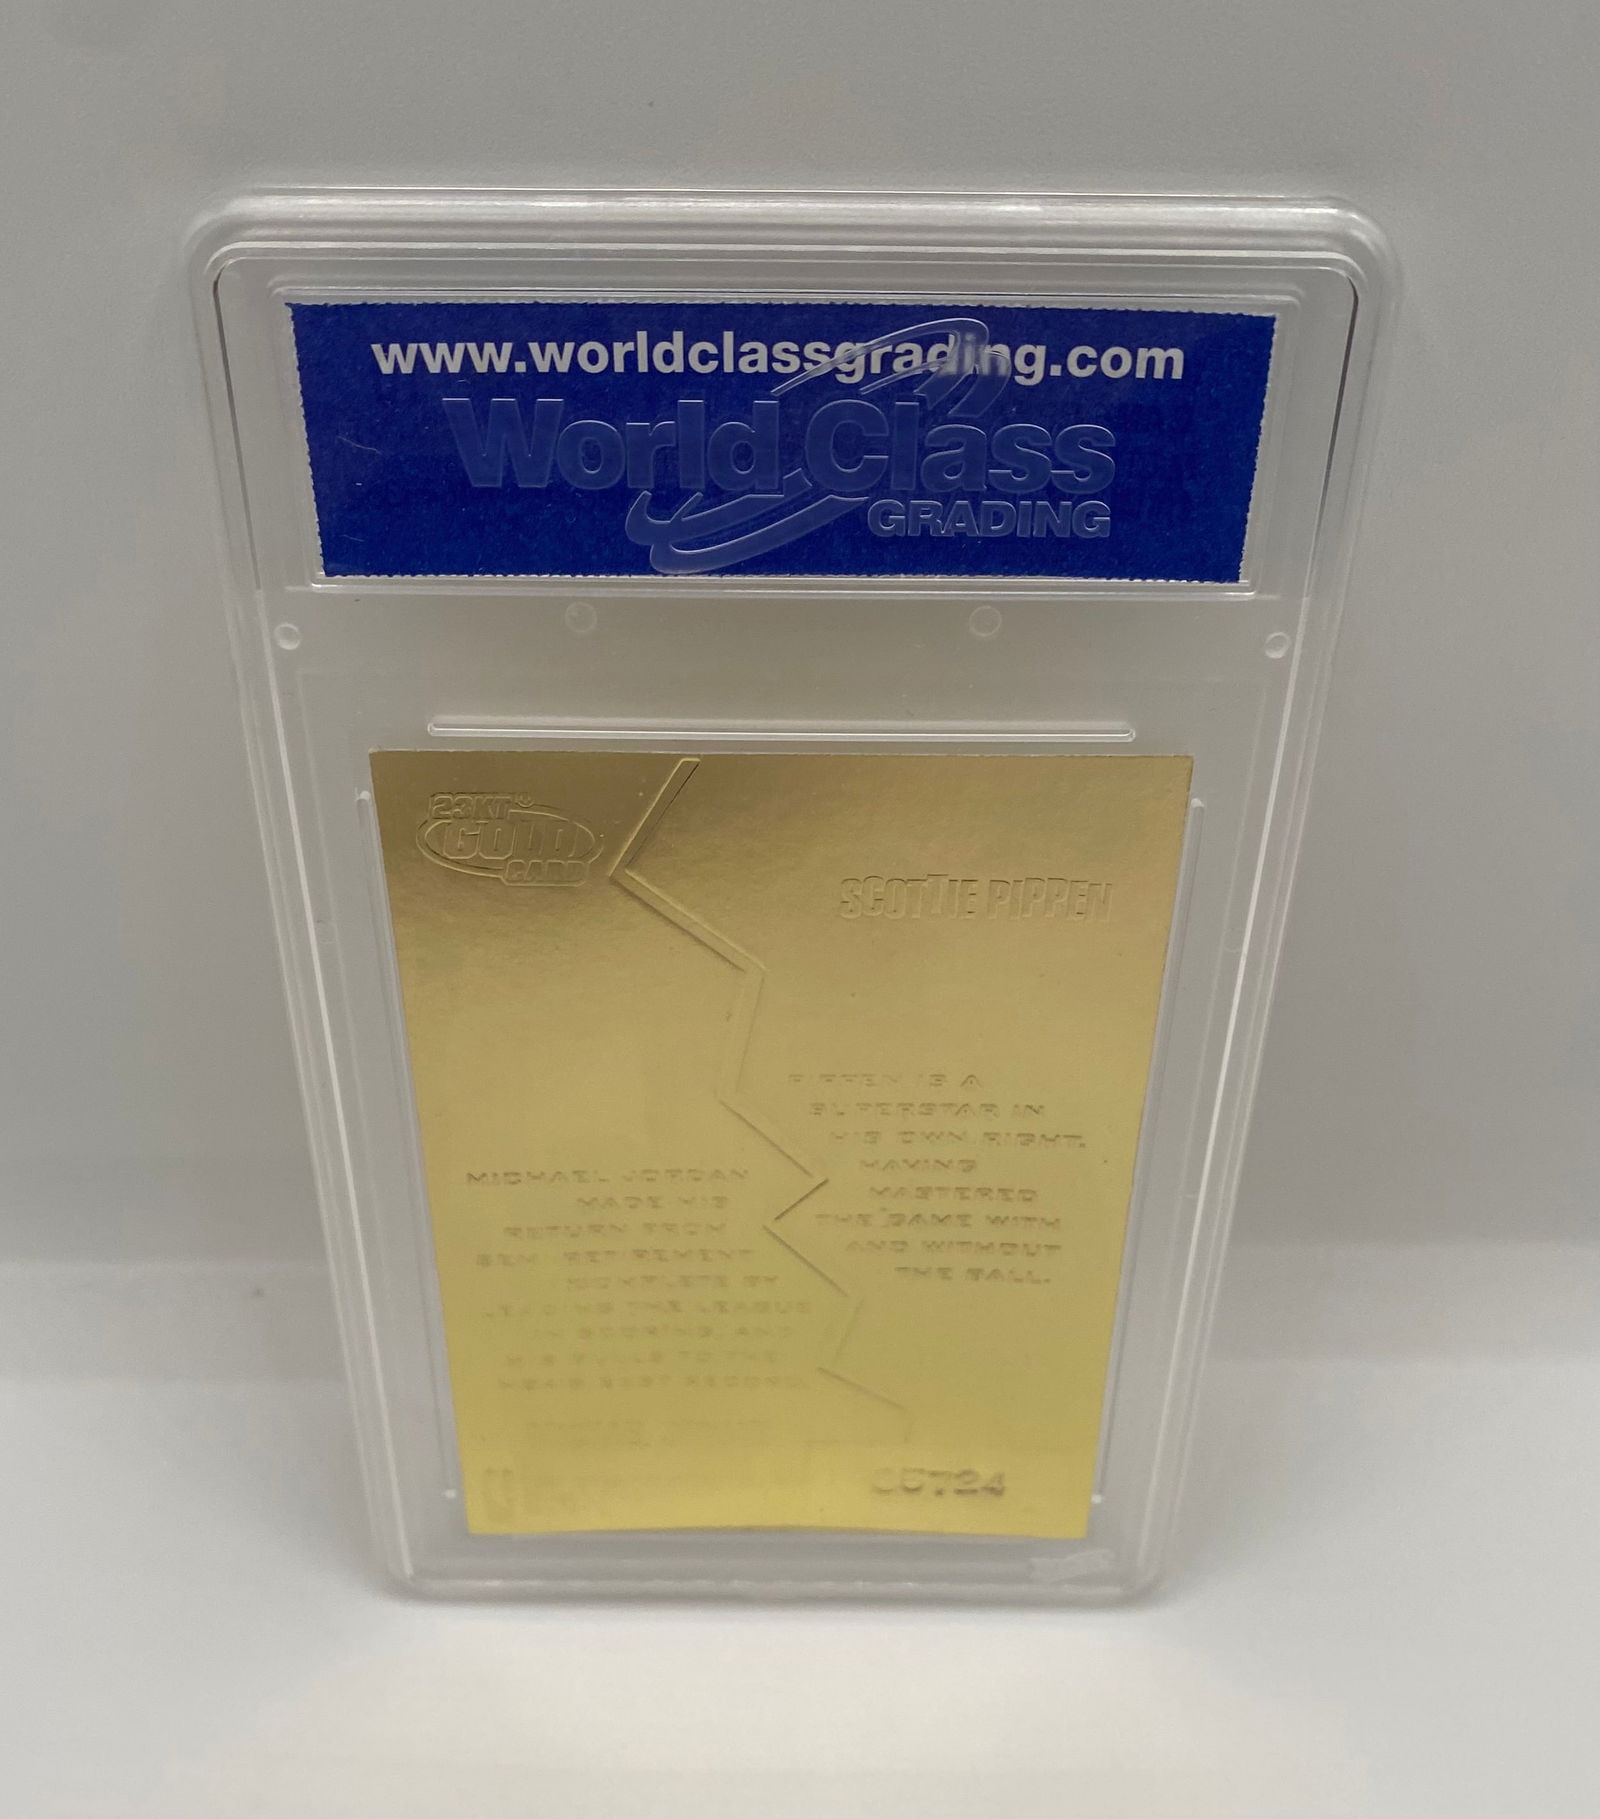 www.worldclassgrading.com
World Class
GRADING
23KT®
GOLD
CARD
SCOTTIE PIPPEN
PIPPEN IS A
SUPERSTAR IN
HIS OWN RIGHT.
HAVING
MASTERED
THE GAME WITH
AND WITHOUT
THE BALL.
MICHAEL JORDAN
MADE HIS
RETURN FROM
SEMI-RETIREMENT
COMPLETE BY
LEADING THE LEAGUE
IN SCORING, AND
HIS BULLS TO THE
BEST RECORD.
5724